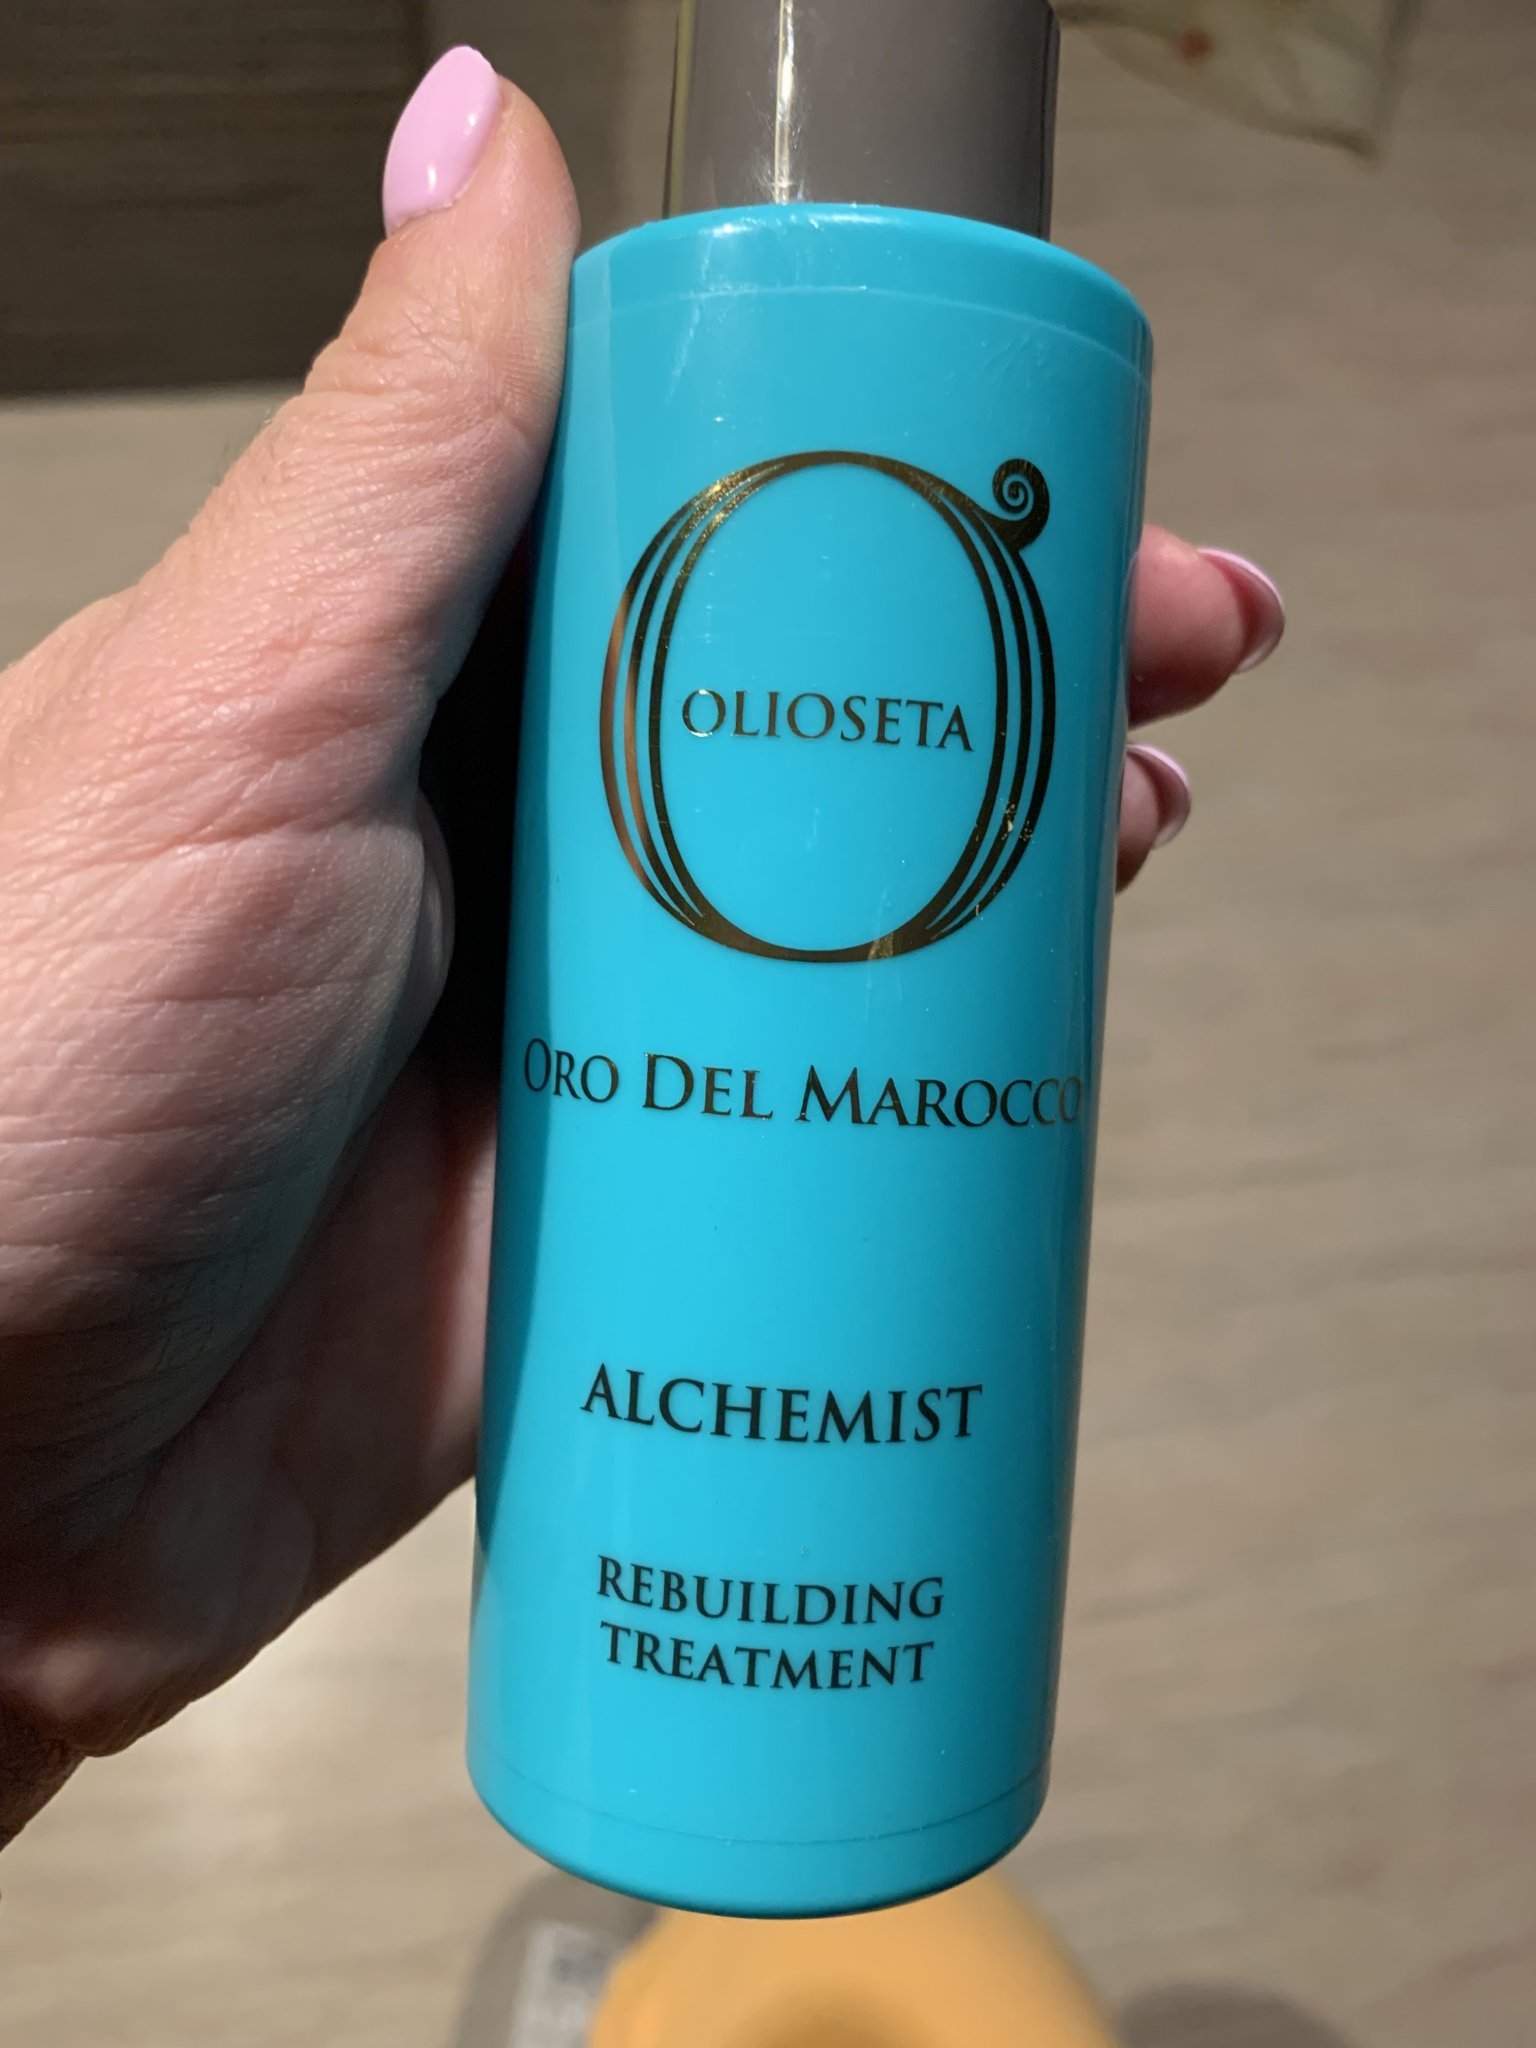 OLIOSETA
ORO DEL MAROCCO
ALCHEMIST
REBUILDING
TREATMENT